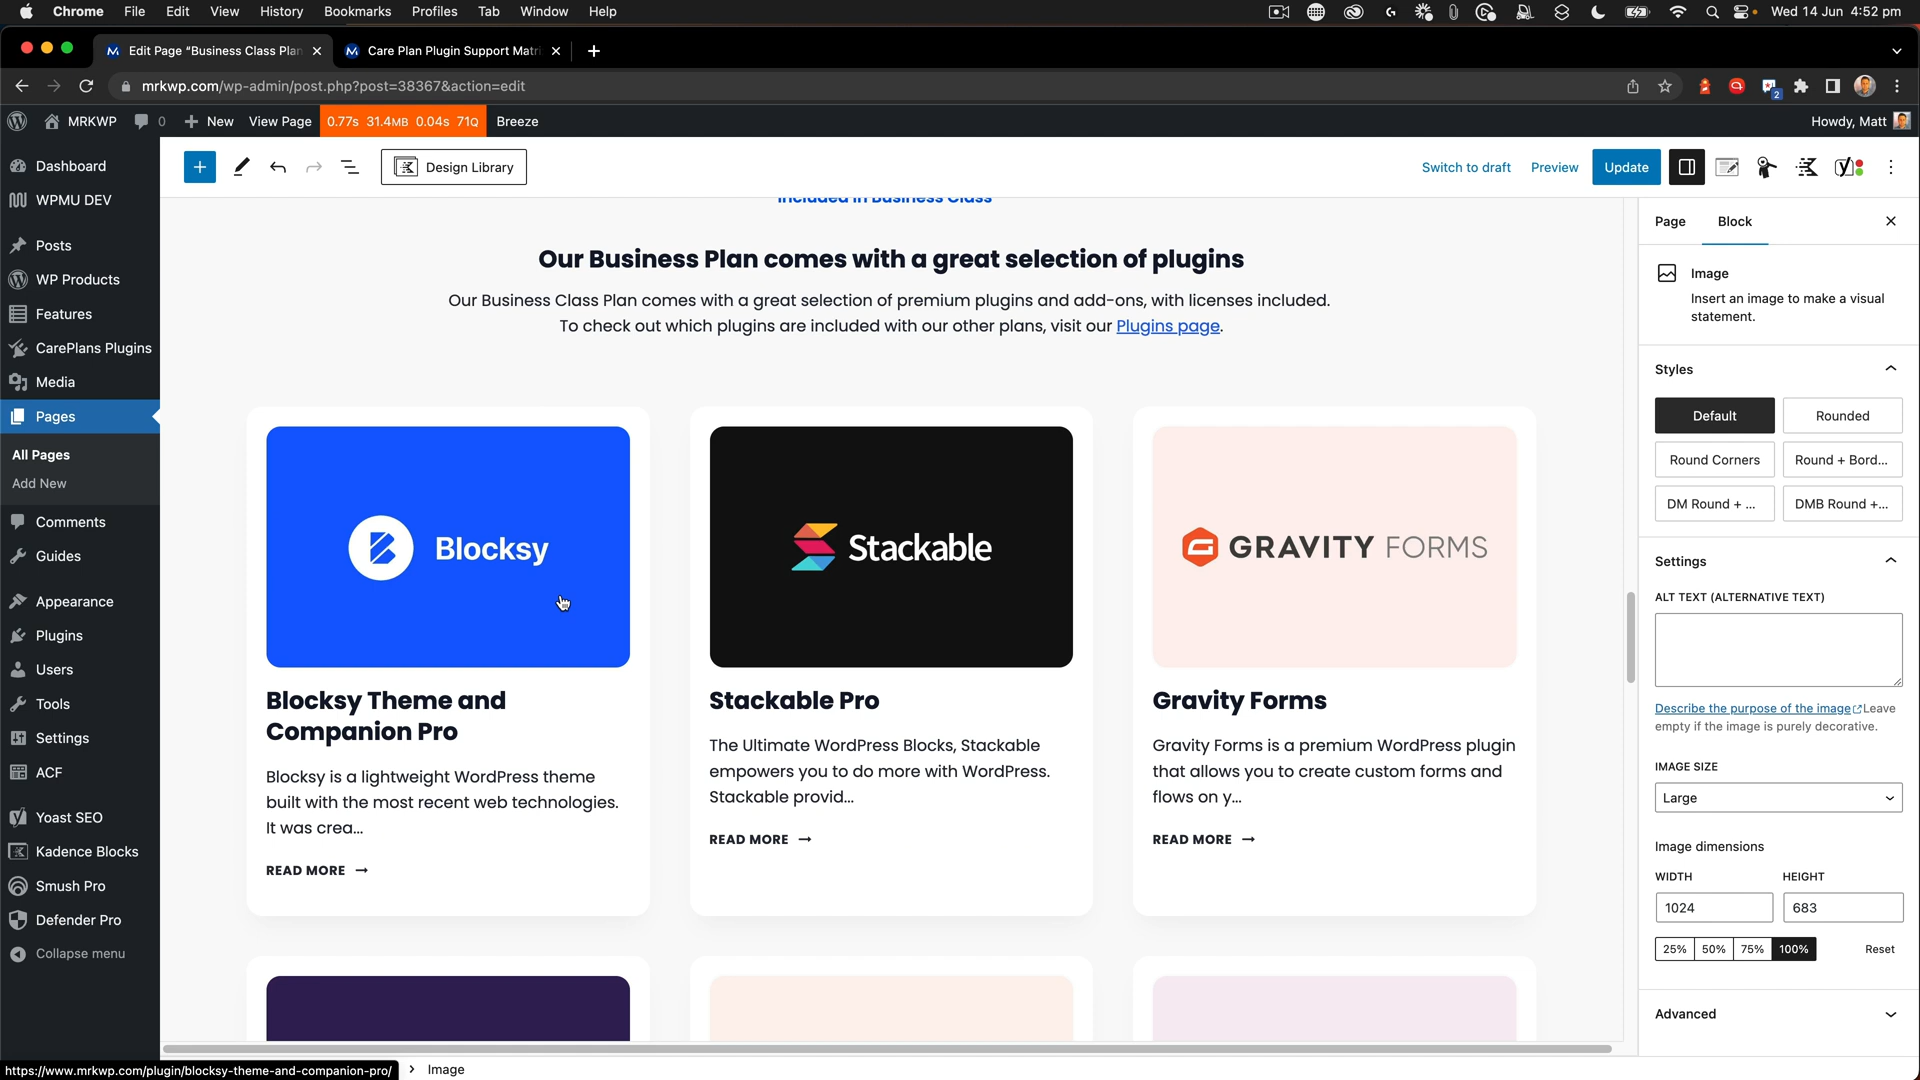 Chrome File Edit View History Bookmarks Profiles Tab Window Help
Wed 14 Jun 4:52 pm
Edit Page “Business Class Plan
Care Plan Plugin Support Matri
mrkwp.com/wp-admin/post.php?post=38367&action=edit
2
MRKWP 0 New View Page 0.77s 31.4MB 0.04s 71Q Breeze
Howdy, Matt
Dashboard
WPMU DEV
Posts
WP Products
Features
CarePlans Plugins
Media
Pages
All Pages
Add New
Comments
Guides
Appearance
Plugins
Users
Tools
Settings
ACF
Yoast SEO
Kadence Blocks
Smush Pro
Defender Pro
Collapse menu
Design Library
Switch to draft Preview Update
Included in Business Class
Our Business Plan comes with a great selection of plugins
Our Business Class Plan comes with a great selection of premium plugins and add-ons, with licenses included.
To check out which plugins are included with our other plans, visit our Plugins page.
Blocksy
Blocksy Theme and
Companion Pro
Blocksy is a lightweight WordPress theme
built with the most recent web technologies.
It was crea...
READ MORE →
Stackable
Stackable Pro
The Ultimate WordPress Blocks, Stackable
empowers you to do more with WordPress.
Stackable provid...
READ MORE →
GRAVITY FORMS
Gravity Forms
Gravity Forms is a premium WordPress plugin
that allows you to create custom forms and
flows on y...
READ MORE →
Page Block
Image
Insert an image to make a visual
statement.
Styles
Default Rounded
Round Corners Round + Bord...
DM Round + ... DMB Round +...
Settings
ALT TEXT (ALTERNATIVE TEXT)
Describe the purpose of the image Leave
empty if the image is purely decorative.
IMAGE SIZE
Large
Image dimensions
WIDTH HEIGHT
1024 683
25% 50% 75% 100% Reset
Advanced
https://www.mrkwp.com/plugin/blocksy-theme-and-companion-pro/ › Image